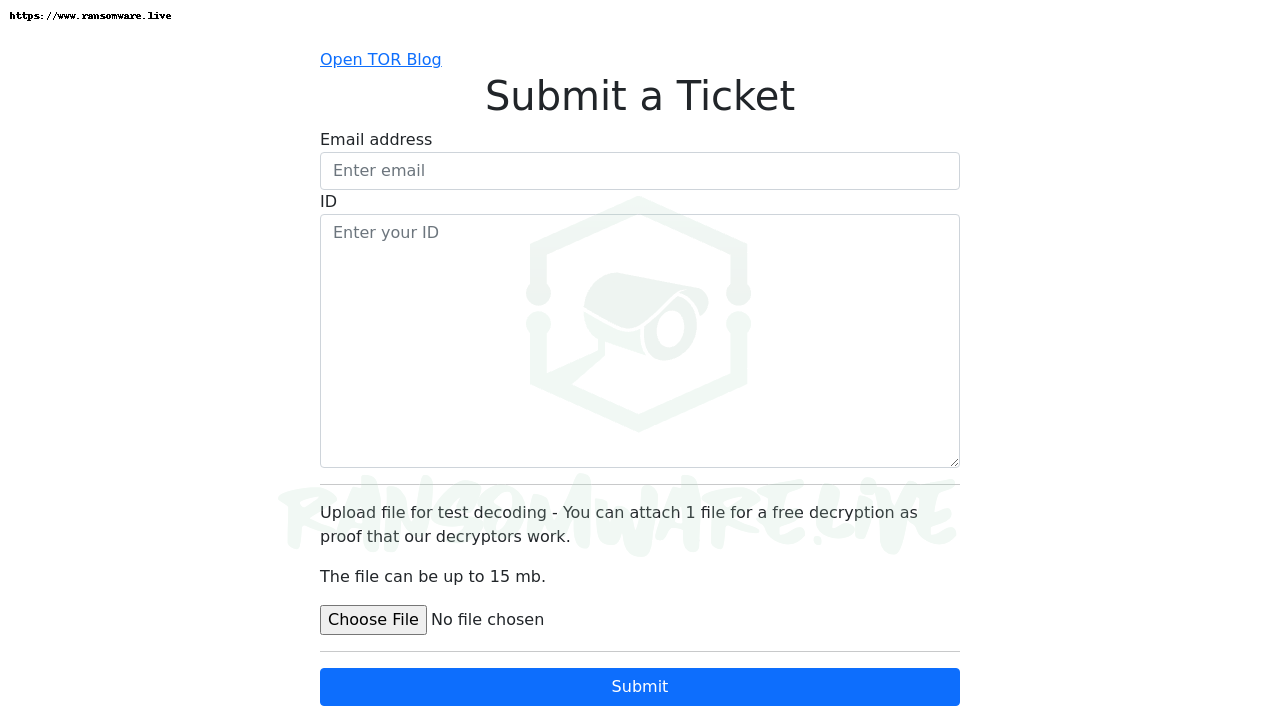 https://www.ransomware.live
Open TOR Blog
Submit a Ticket
Email address
Enter email
ID
Enter your ID
RANSOMWARE.LIVE
Upload file for test decoding - You can attach 1 file for a free decryption as
proof that our decryptors work.
The file can be up to 15 mb.
Choose File No file chosen
Submit